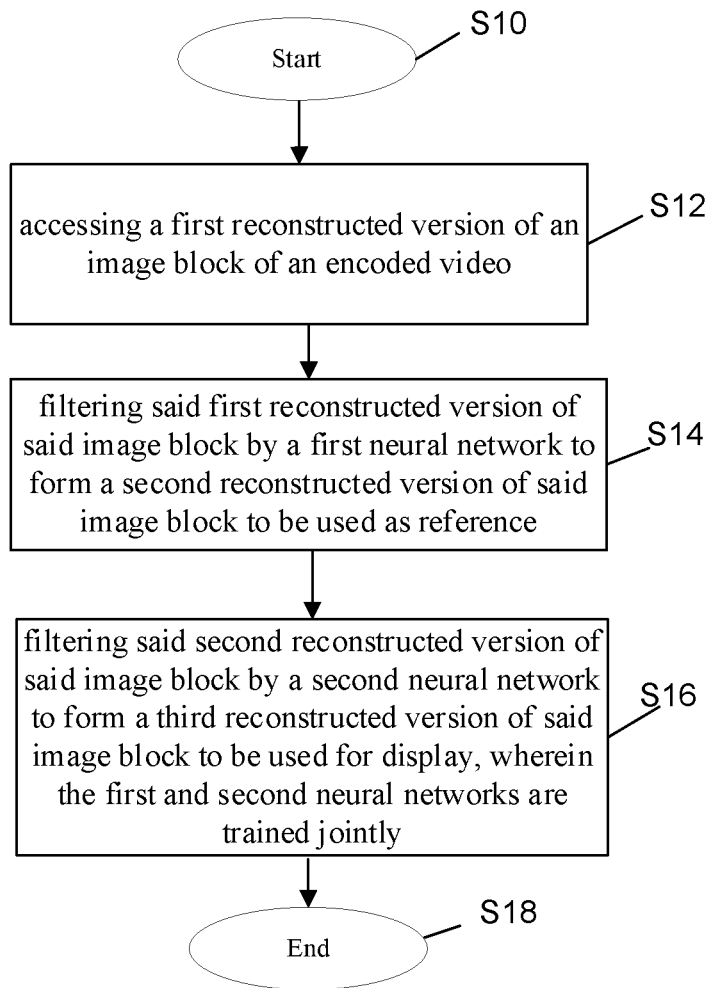 S10
Start
S12
accessing a first reconstructed version of an
image block of an encoded video
filtering said first reconstructed version of
said image block by a first neural network to
form a second reconstructed version of said
image block to be used as reference
S14
filtering said second reconstructed version of
said image block by a second neural network
to form a third reconstructed version of said
image block to be used for display, wherein
the first and second neural networks are
trained jointly
S16
S18
End